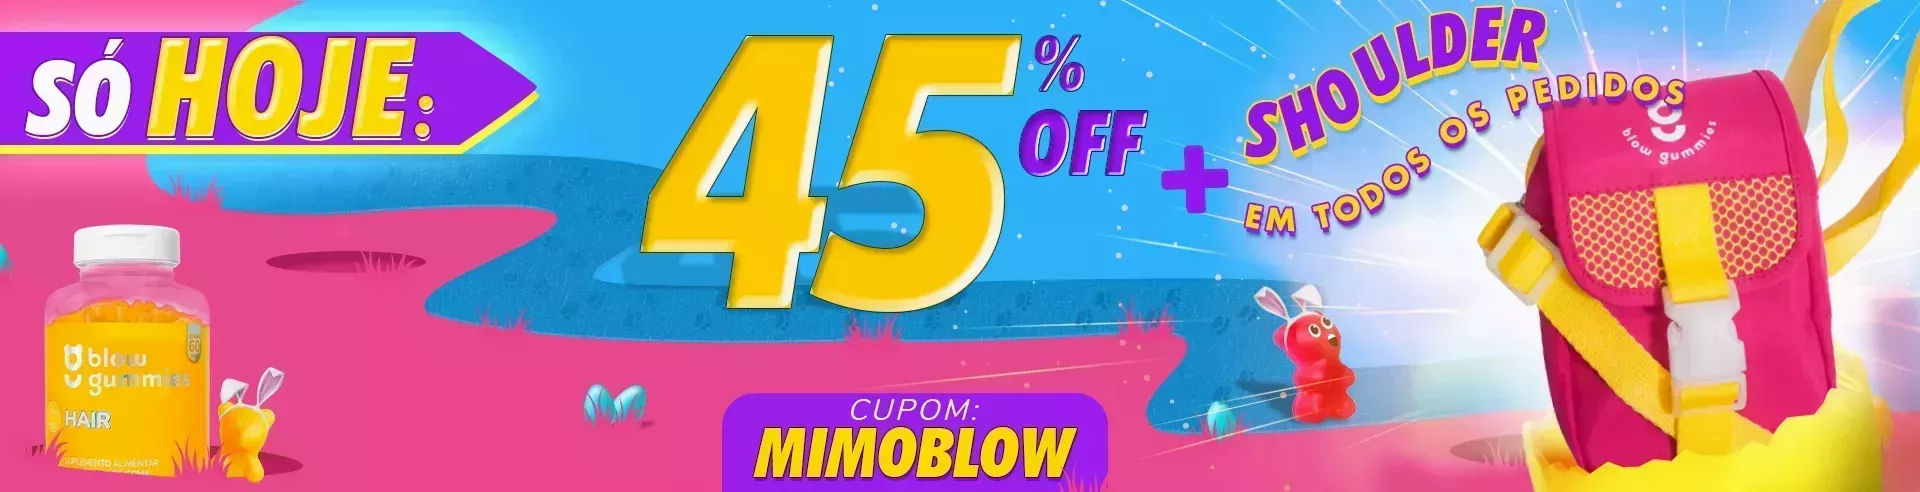 SÓ HOJE:
45% OFF
+
SHOULDER
EM TODOS OS PEDIDOS
blow gummies
blow
gummies
HAIR
SUPLEMENTO ALIMENTAR
CUPOM:
MIMOBLOW